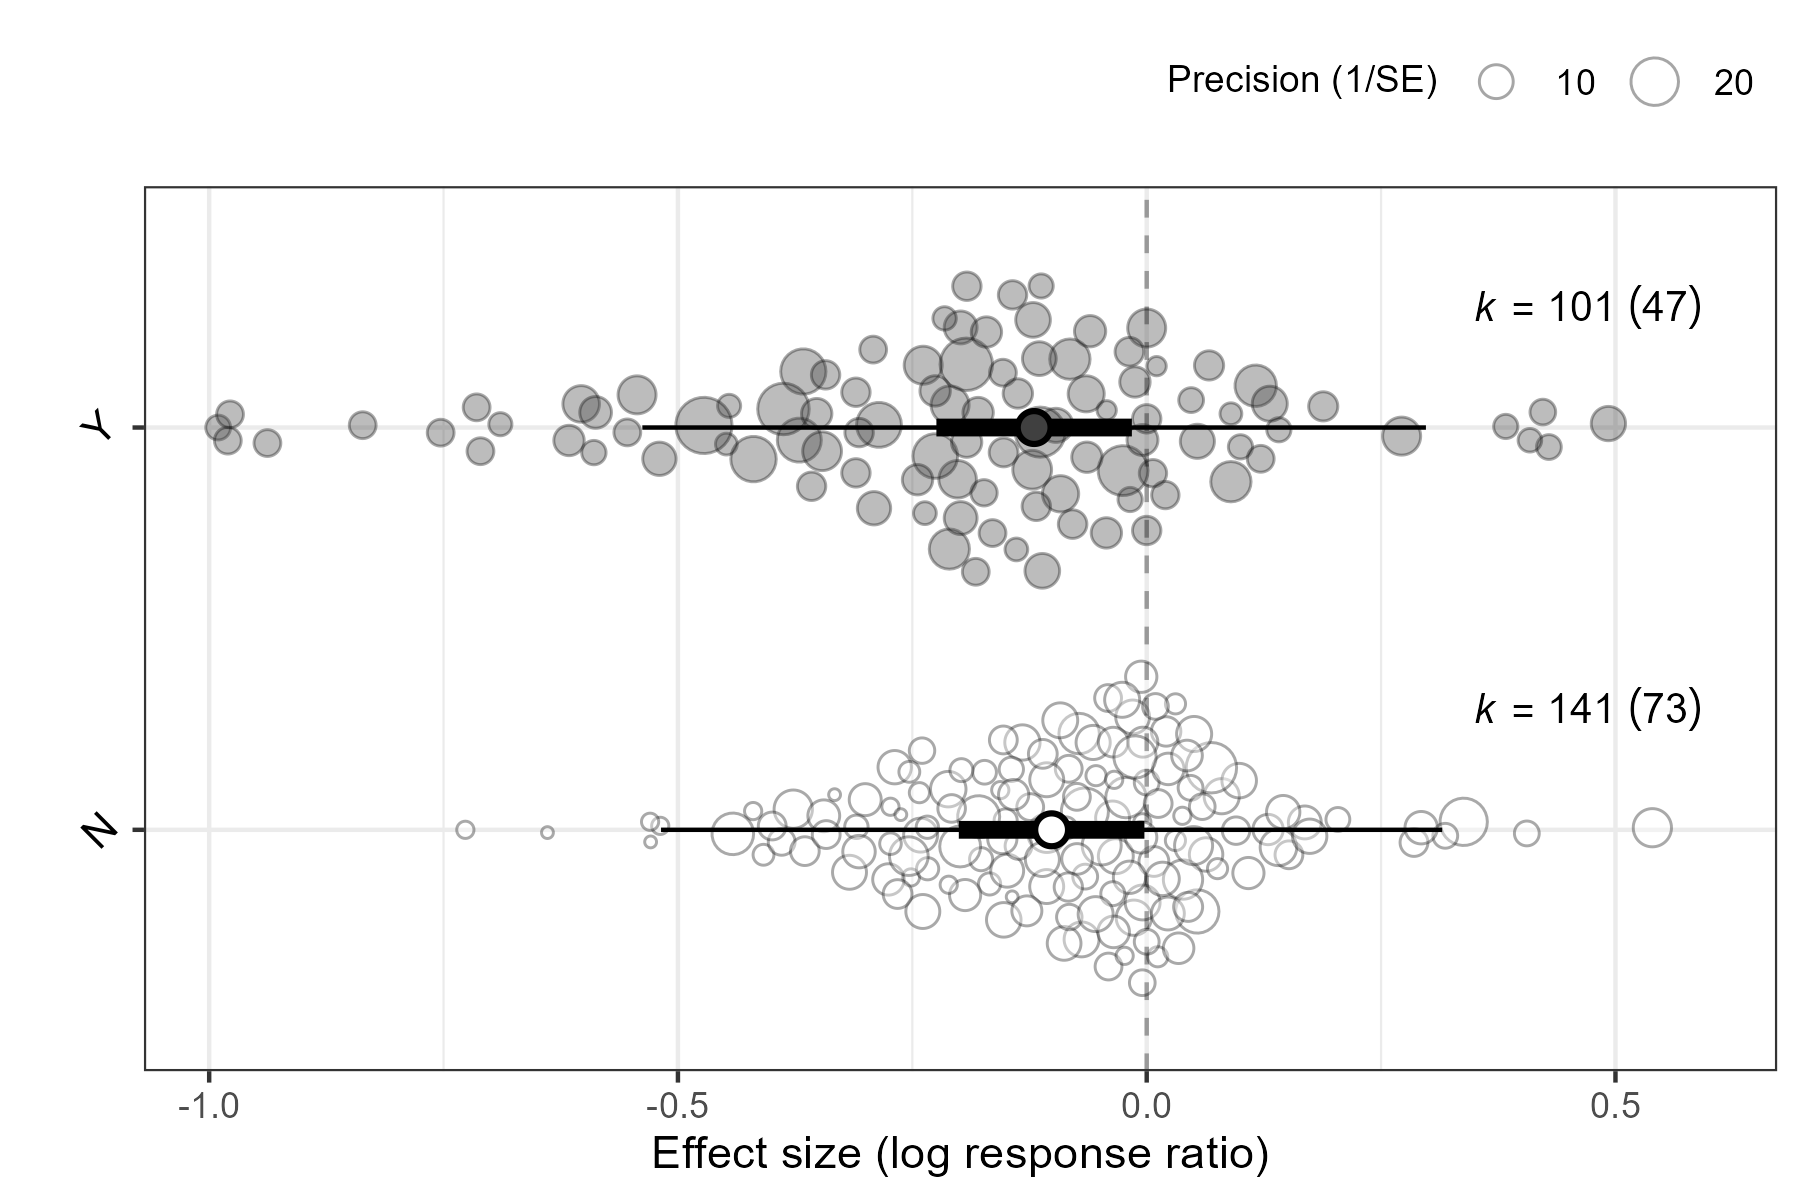 Precision (1/SE) 10 20
k = 101 (47)
Y
k = 141 (73)
N
-1.0 -0.5 0.0 0.5
Effect size (log response ratio)